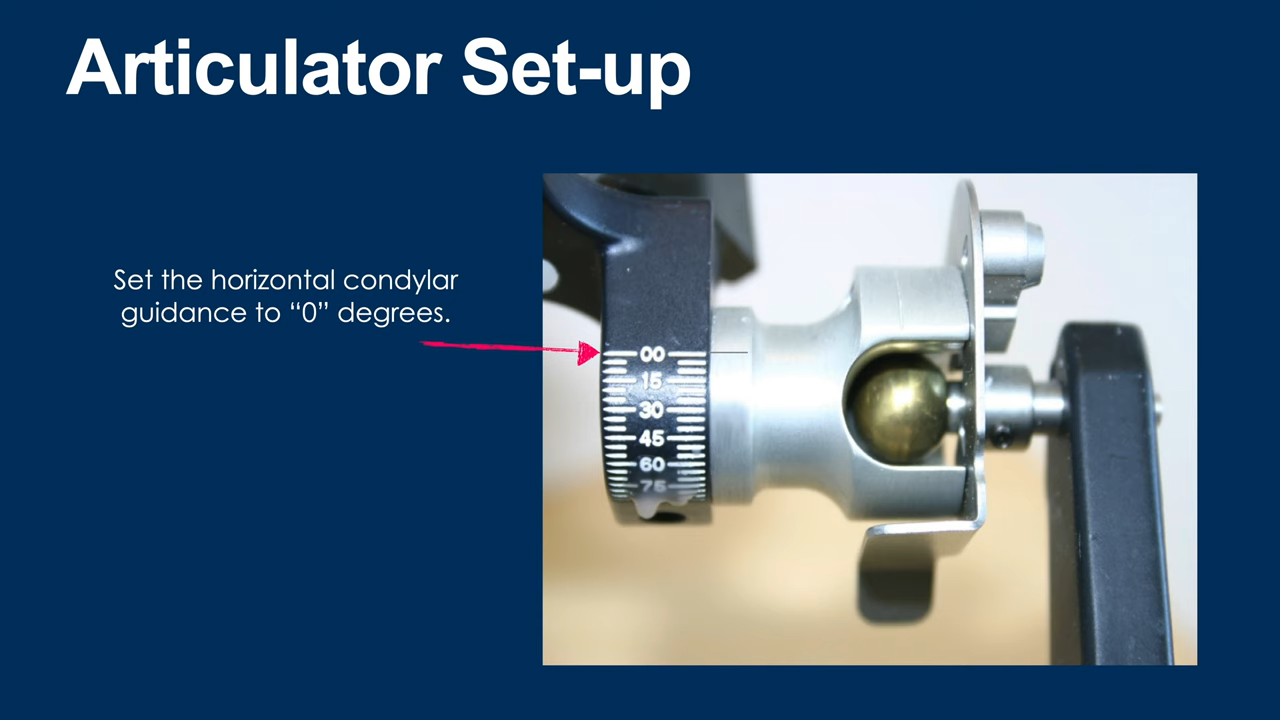 Articulator Set-up
Set the horizontal condylar
guidance to “0” degrees.
00
15
30
45
60
75